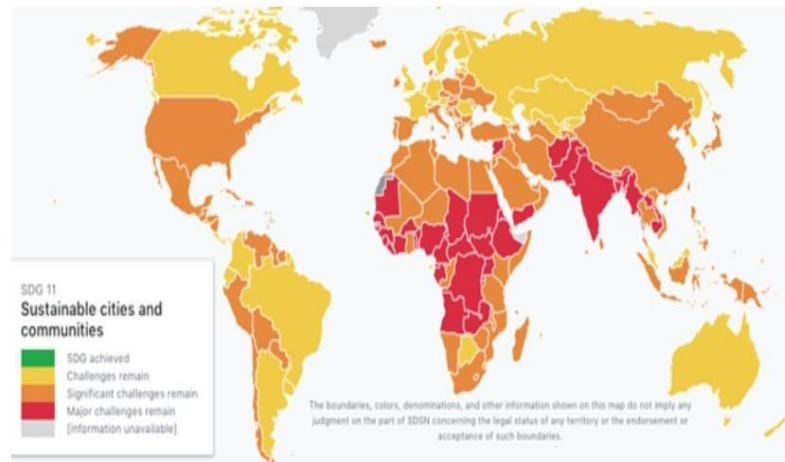 SDG 11
Sustainable cities and
communities
SDG achieved
Challenges remain
Significant challenges remain
Major challenges remain
[information unavailable]
The boundaries, colors, denominations, and other information shown on this map do not imply any
judgment on the part of SDSN concerning the legal status of any territory or the endorsement or
acceptance of such boundaries.